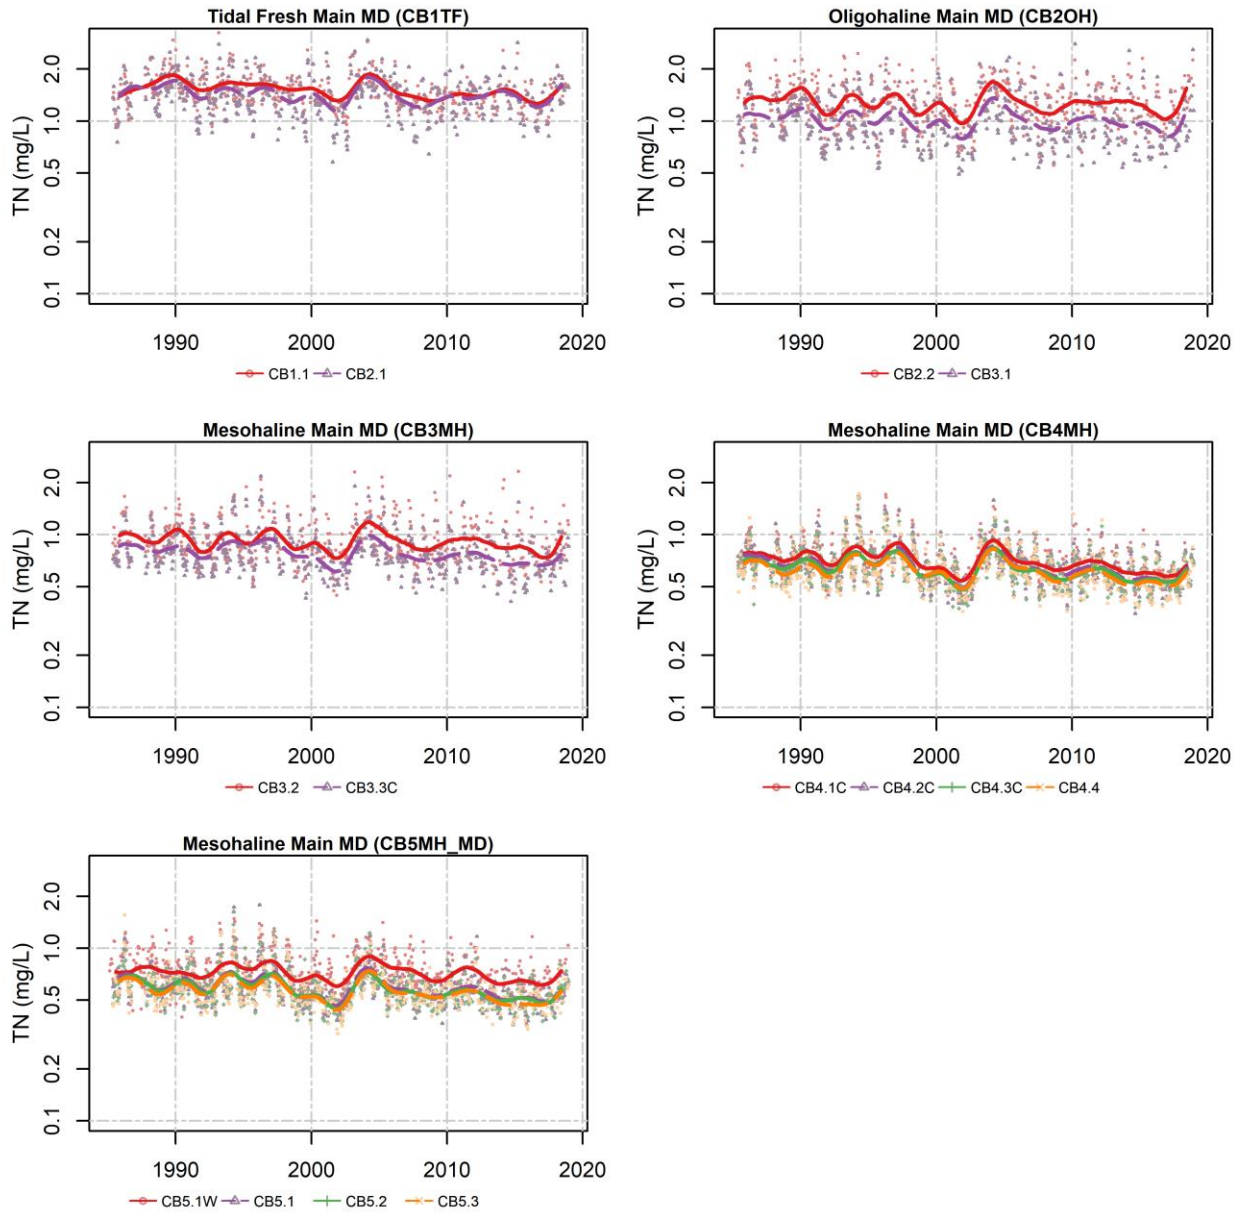 Tidal Fresh Main MD (CB1TF)
TN (mg/L)
2.0
1.0
0.5
0.2
0.1
1990 2000 2010 2020
CB1.1 CB2.1
Oligohaline Main MD (CB2OH)
TN (mg/L)
2.0
1.0
0.5
0.2
0.1
1990 2000 2010 2020
CB2.2 CB3.1
Mesohaline Main MD (CB3MH)
TN (mg/L)
2.0
1.0
0.5
0.2
0.1
1990 2000 2010 2020
CB3.2 CB3.3C
Mesohaline Main MD (CB4MH)
TN (mg/L)
2.0
1.0
0.5
0.2
0.1
1990 2000 2010 2020
CB4.1C CB4.2C CB4.3C CB4.4
Mesohaline Main MD (CB5MH_MD)
TN (mg/L)
2.0
1.0
0.5
0.2
0.1
1990 2000 2010 2020
CB5.1W CB5.1 CB5.2 CB5.3